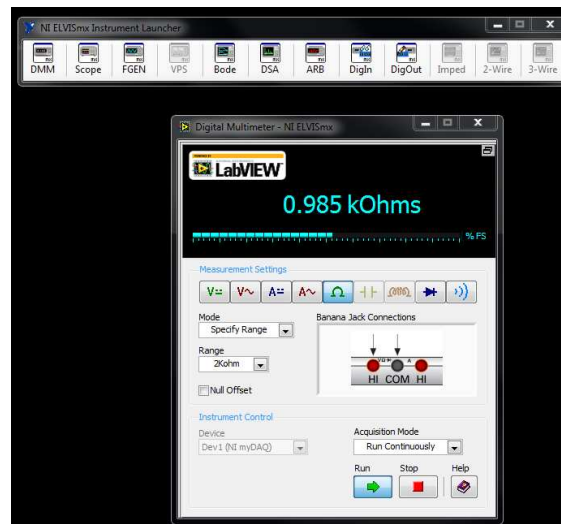 NI ELVISmx Instrument Launcher
DMM Scope FGEN VPS Bode DSA ARB DigIn DigOut Imped 2-Wire 3-Wire
Digital Multimeter - NI ELVISmx
LabVIEW
0.985 kOhms
% FS
Measurement Settings
V= V~ A= A~ Ω
Mode
Specify Range
Banana Jack Connections
Range
2Kohm
HI COM HI
Null Offset
Instrument Control
Device
Dev1 (NI myDAQ)
Acquisition Mode
Run Continuously
Run Stop Help